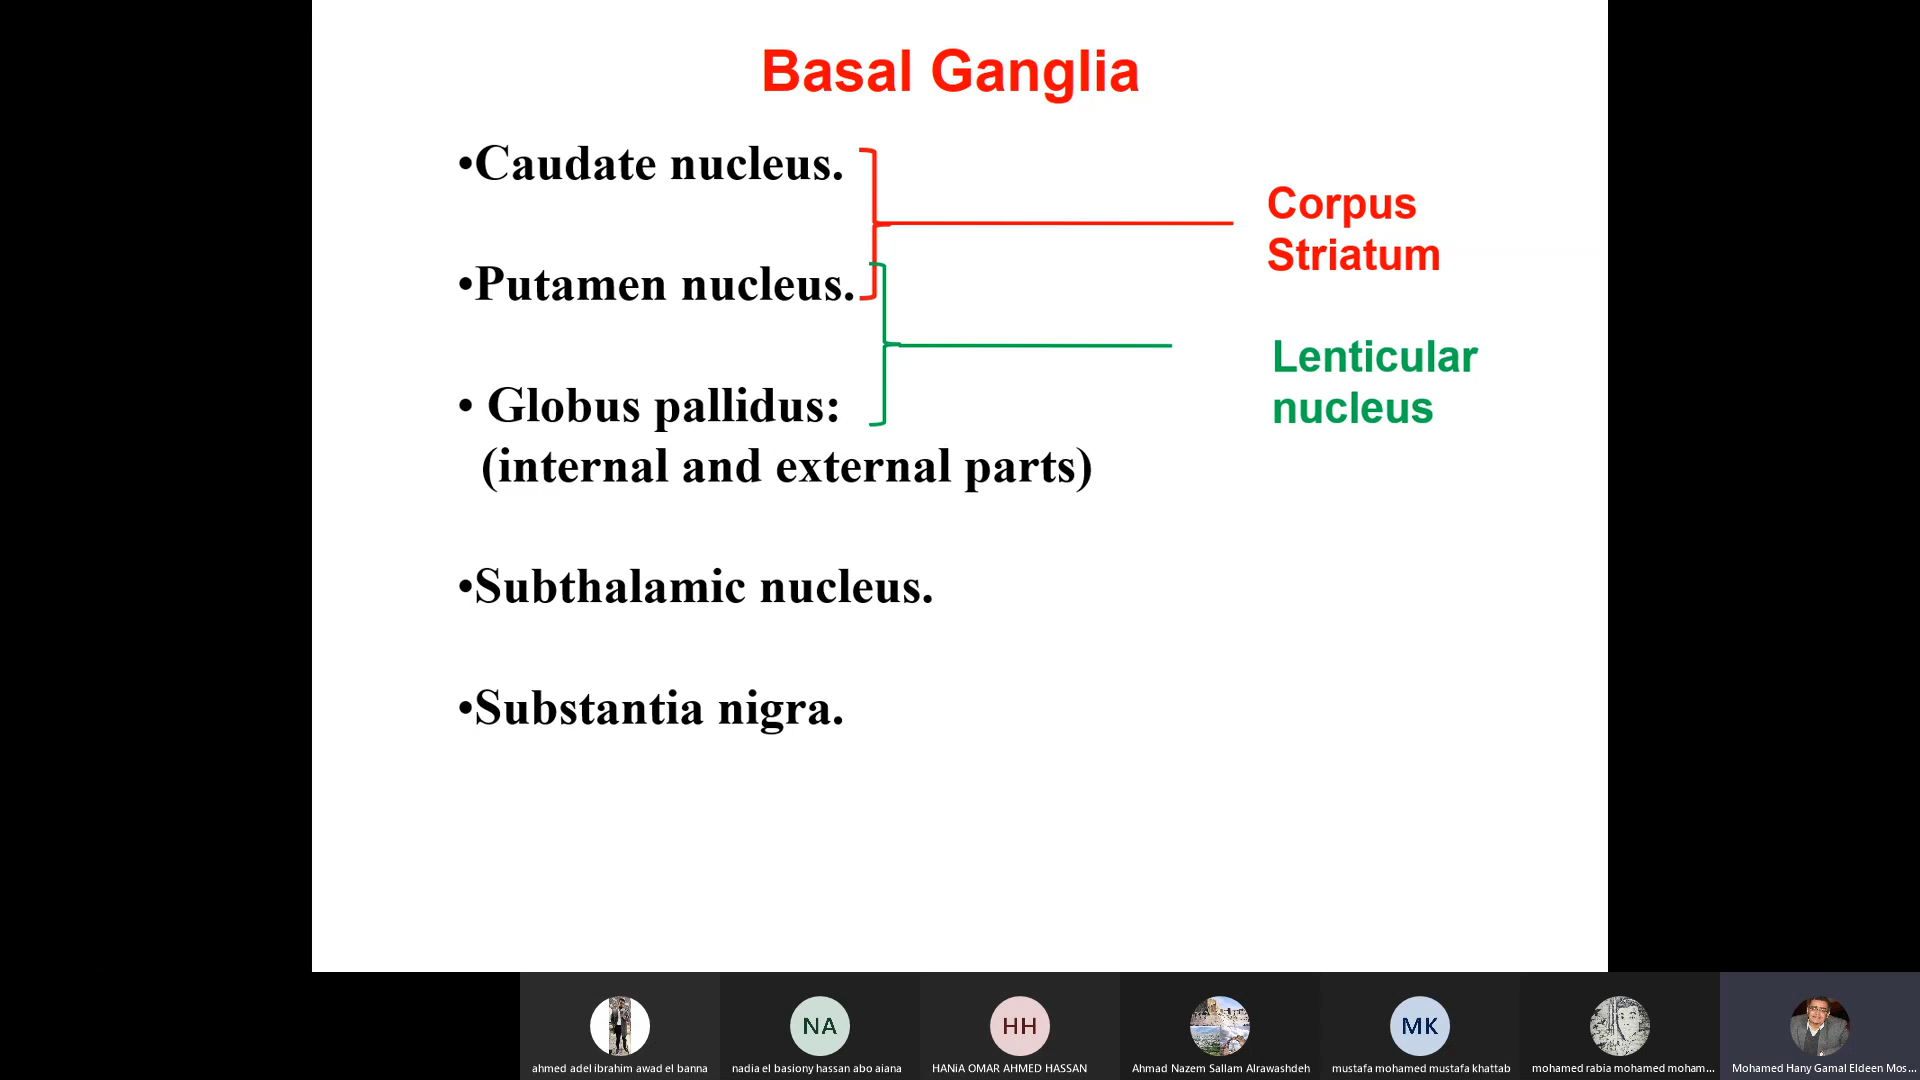 Basal Ganglia
•Caudate nucleus.
Corpus
Striatum
•Putamen nucleus.
Lenticular
nucleus
• Globus pallidus:
(internal and external parts)
•Subthalamic nucleus.
•Substantia nigra.
NA
HH
MK
ahmed adel ibrahim awad el banna
nadia el basiony hassan abo aiana
HANiA OMAR AHMED HASSAN
Ahmad Nazem Sallam Alrawashdeh
mustafa mohamed mustafa khattab
mohamed rabia mohamed moham...
Mohamed Hany Gamal Eldeen Mos...